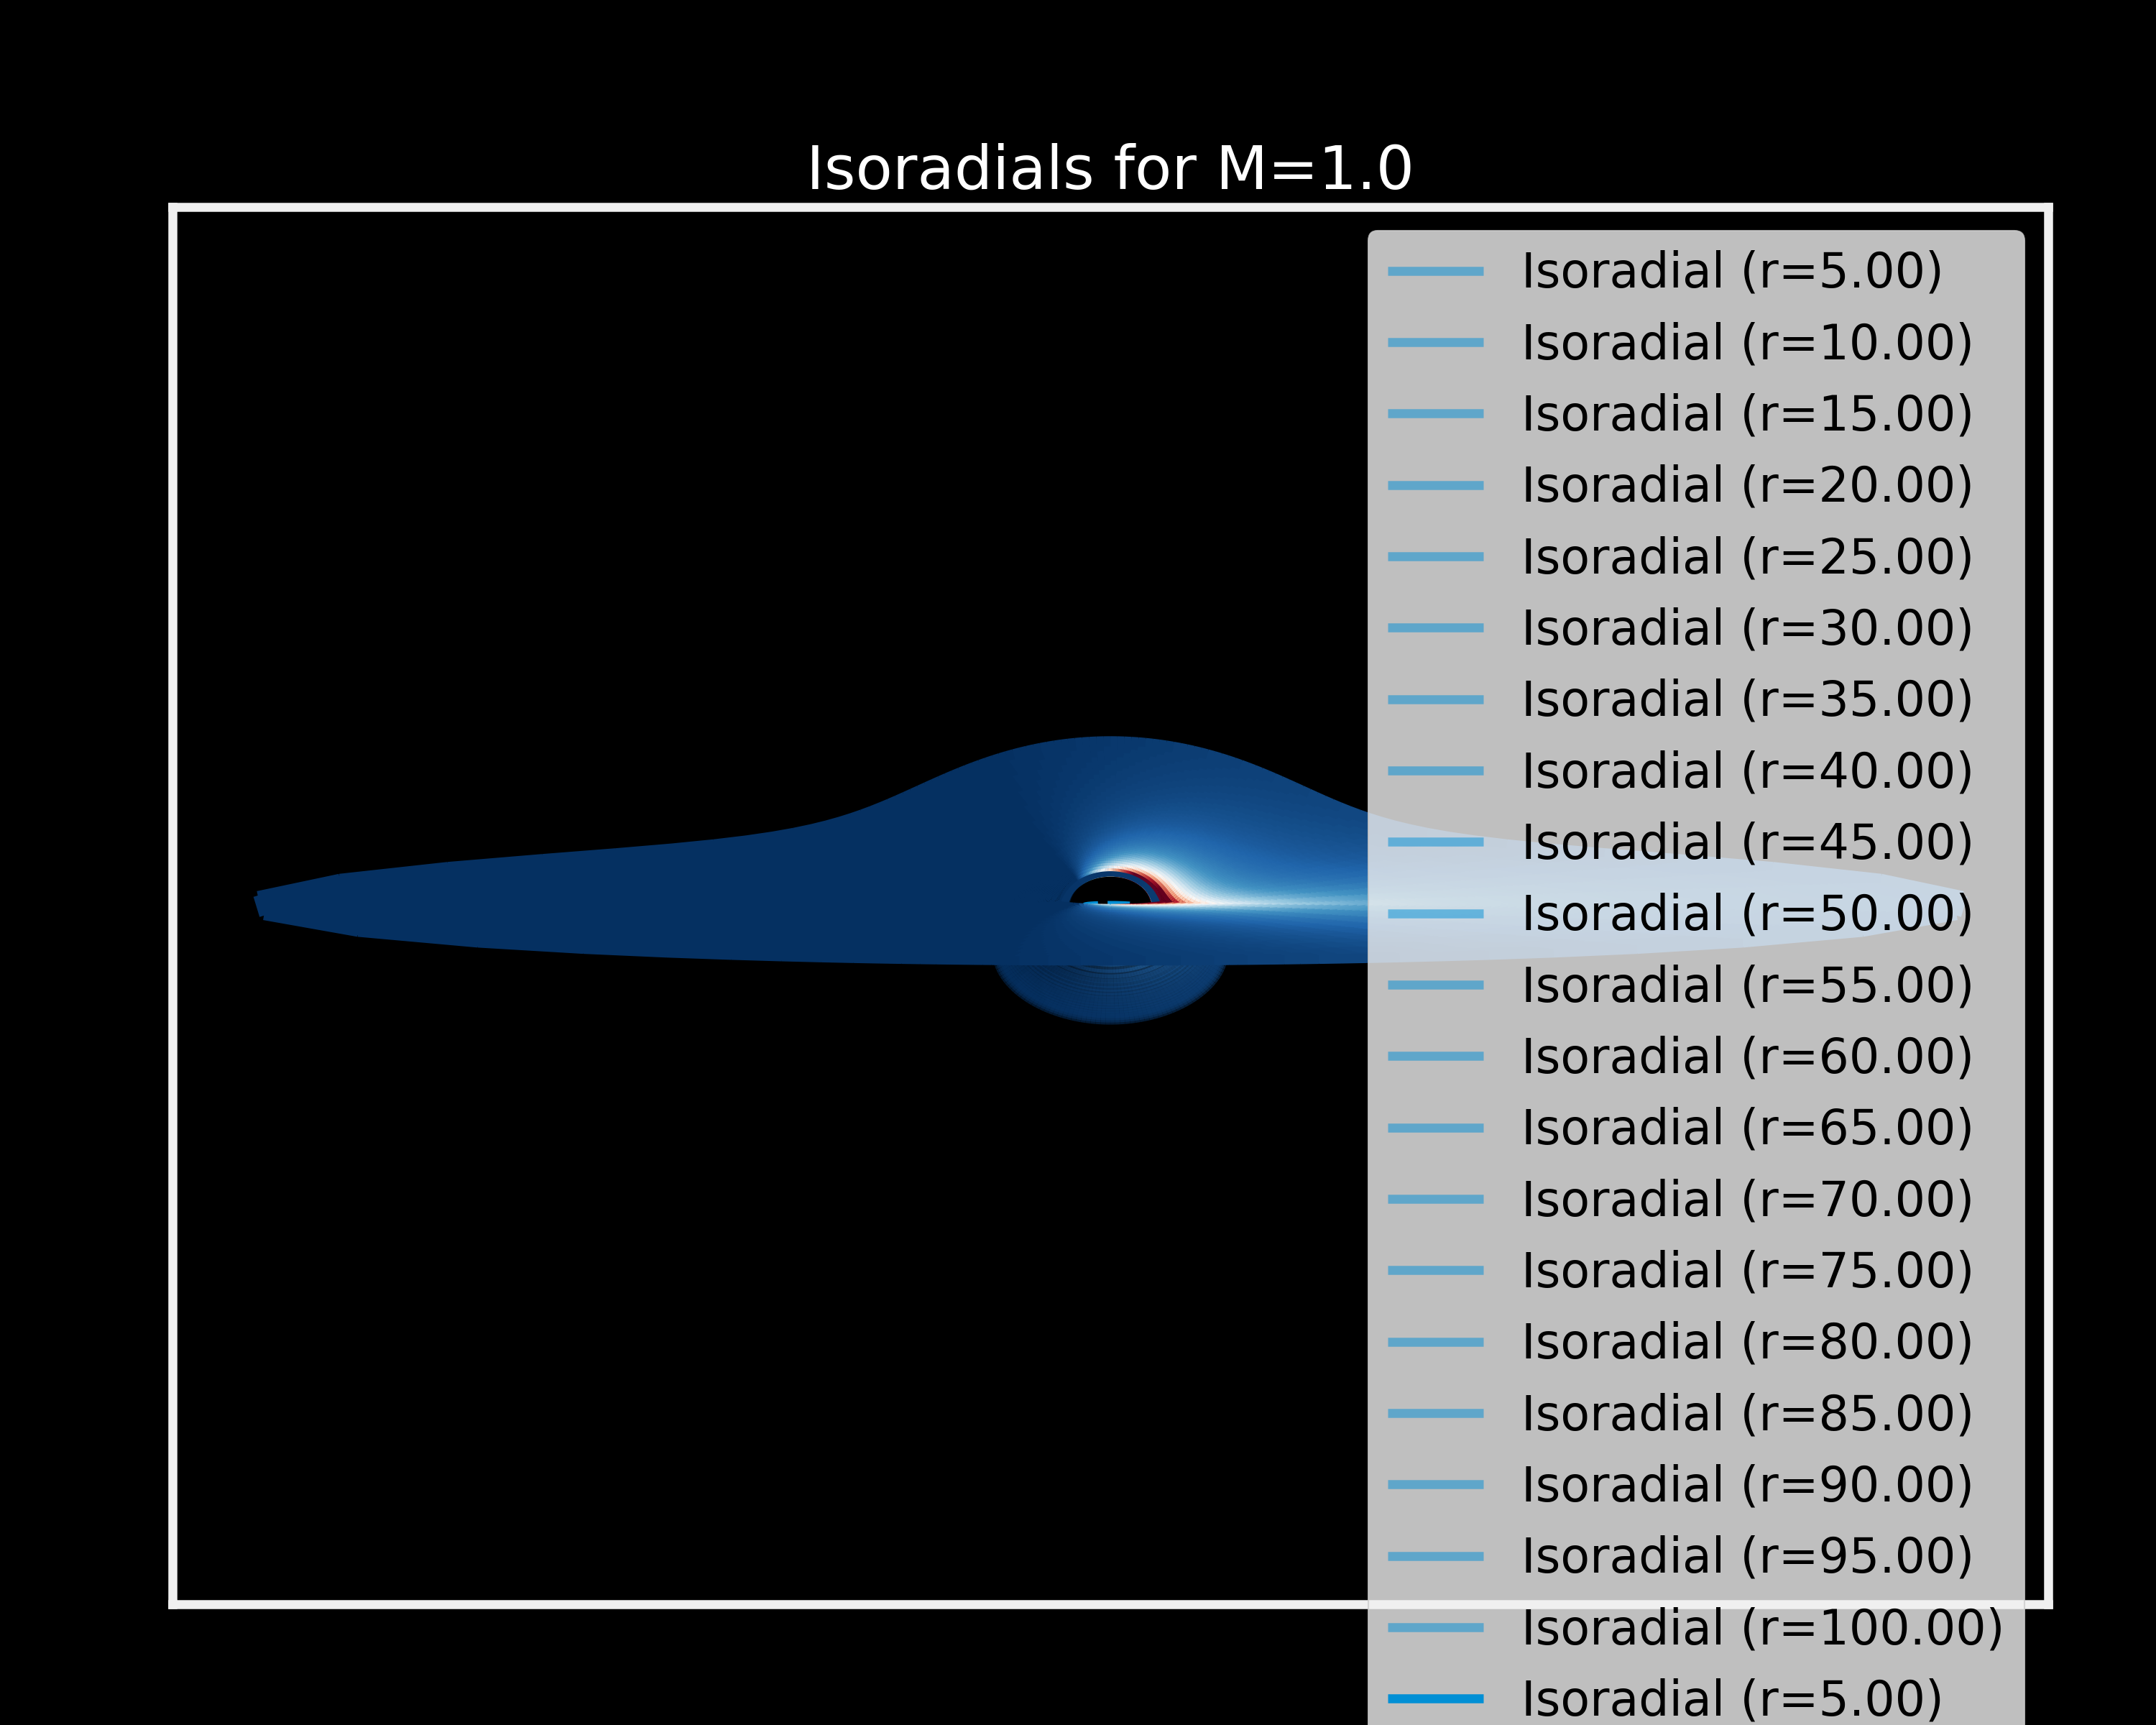 Isoradials for M=1.0
Isoradial (r=5.00)
Isoradial (r=10.00)
Isoradial (r=15.00)
Isoradial (r=20.00)
Isoradial (r=25.00)
Isoradial (r=30.00)
Isoradial (r=35.00)
Isoradial (r=40.00)
Isoradial (r=45.00)
Isoradial (r=50.00)
Isoradial (r=55.00)
Isoradial (r=60.00)
Isoradial (r=65.00)
Isoradial (r=70.00)
Isoradial (r=75.00)
Isoradial (r=80.00)
Isoradial (r=85.00)
Isoradial (r=90.00)
Isoradial (r=95.00)
Isoradial (r=100.00)
Isoradial (r=5.00)